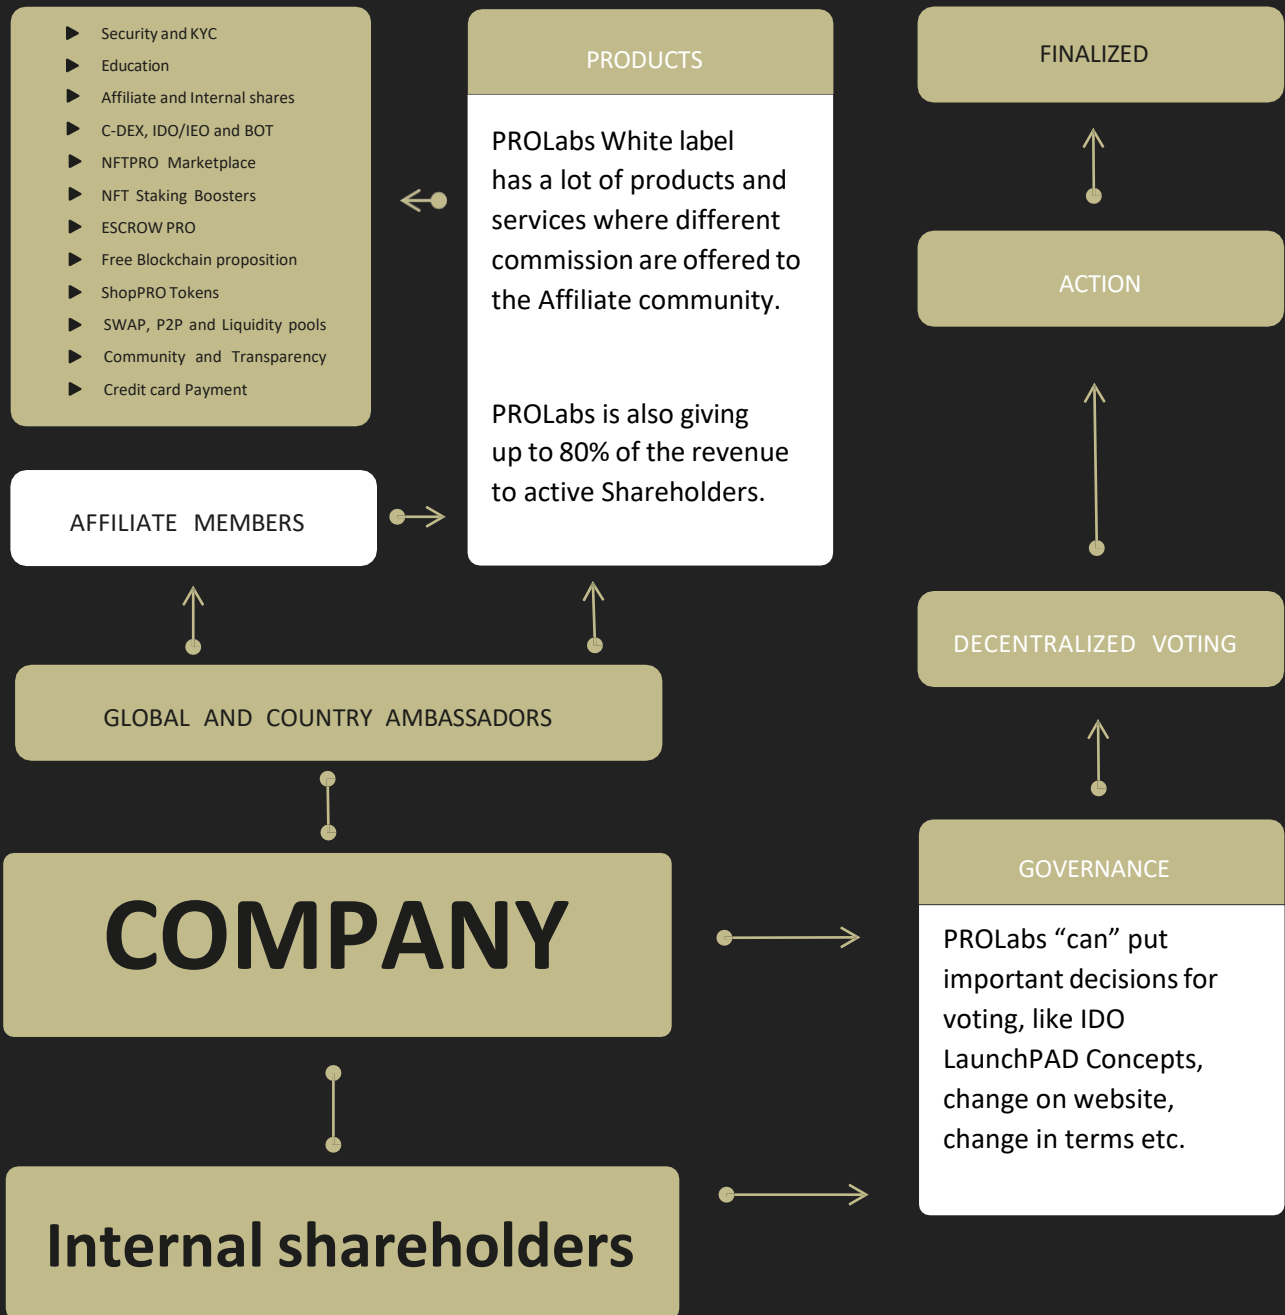 Security and KYC
Education
Affiliate and Internal shares
C-DEX, IDO/IEO and BOT
NFTPRO Marketplace
NFT Staking Boosters
ESCROW PRO
Free Blockchain proposition
ShopPRO Tokens
SWAP, P2P and Liquidity pools
Community and Transparency
Credit card Payment
PRODUCTS
PROLabs White label
has a lot of products and
services where different
commission are offered to
the Affiliate community.
PROLabs is also giving
up to 80% of the revenue
to active Shareholders.
FINALIZED
ACTION
AFFILIATE MEMBERS
DECENTRALIZED VOTING
GLOBAL AND COUNTRY AMBASSADORS
COMPANY
GOVERNANCE
PROLabs “can” put
important decisions for
voting, like IDO
LaunchPAD Concepts,
change on website,
change in terms etc.
Internal shareholders